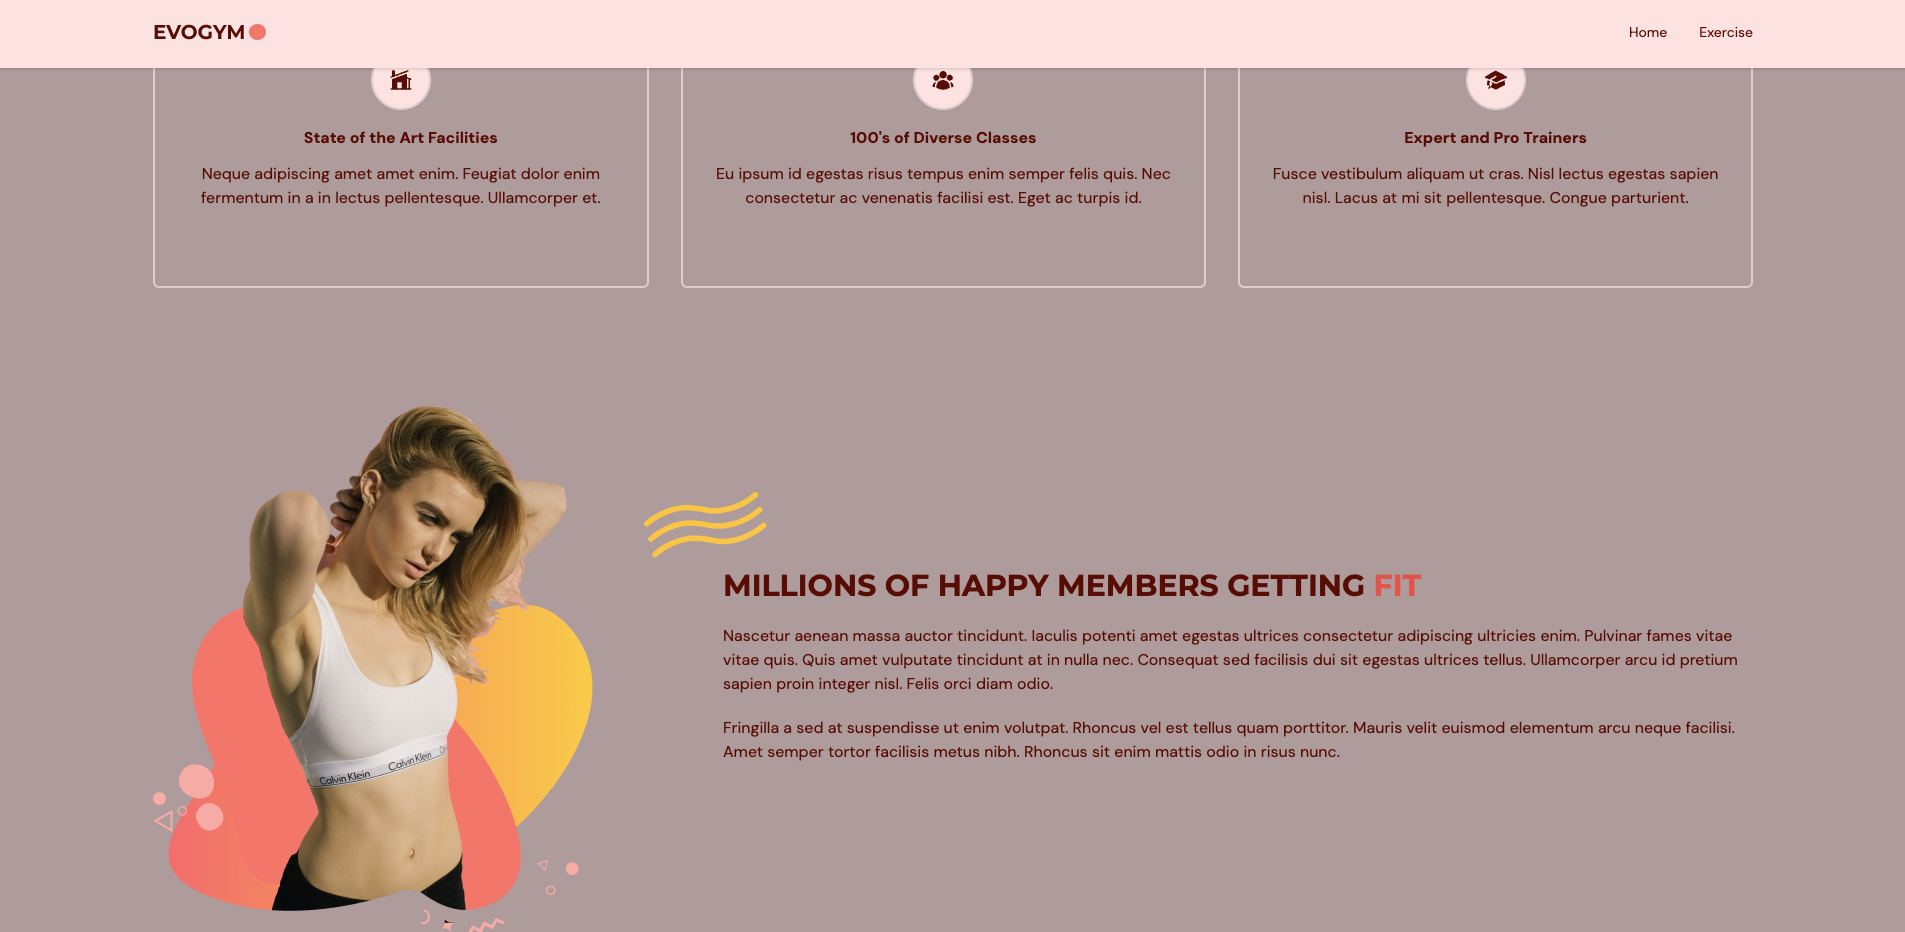 EVOGYM
Home
Exercise
State of the Art Facilities
Neque adipiscing amet amet enim. Feugiat dolor enim
fermentum in a in lectus pellentesque. Ullamcorper et.
100's of Diverse Classes
Eu ipsum id egestas risus tempus enim semper felis quis. Nec
consectetur ac venenatis facilisi est. Eget ac turpis id.
Expert and Pro Trainers
Fusce vestibulum aliquam ut cras. Nisl lectus egestas sapien
nisl. Lacus at mi sit pellentesque. Congue parturient.
MILLIONS OF HAPPY MEMBERS GETTING FIT
Nascetur aenean massa auctor tincidunt. Iaculis potenti amet egestas ultrices consectetur adipiscing ultricies enim. Pulvinar fames vitae
vitae quis. Quis amet vulputate tincidunt at in nulla nec. Consequat sed facilisis dui sit egestas ultrices tellus. Ullamcorper arcu id pretium
sapien proin integer nisl. Felis orci diam odio.
Fringilla a sed at suspendisse ut enim volutpat. Rhoncus vel est tellus quam porttitor. Mauris velit euismod elementum arcu neque facilisi.
Amet semper tortor facilisis metus nibh. Rhoncus sit enim mattis odio in risus nunc.
Calvin Klein Calvin Klein